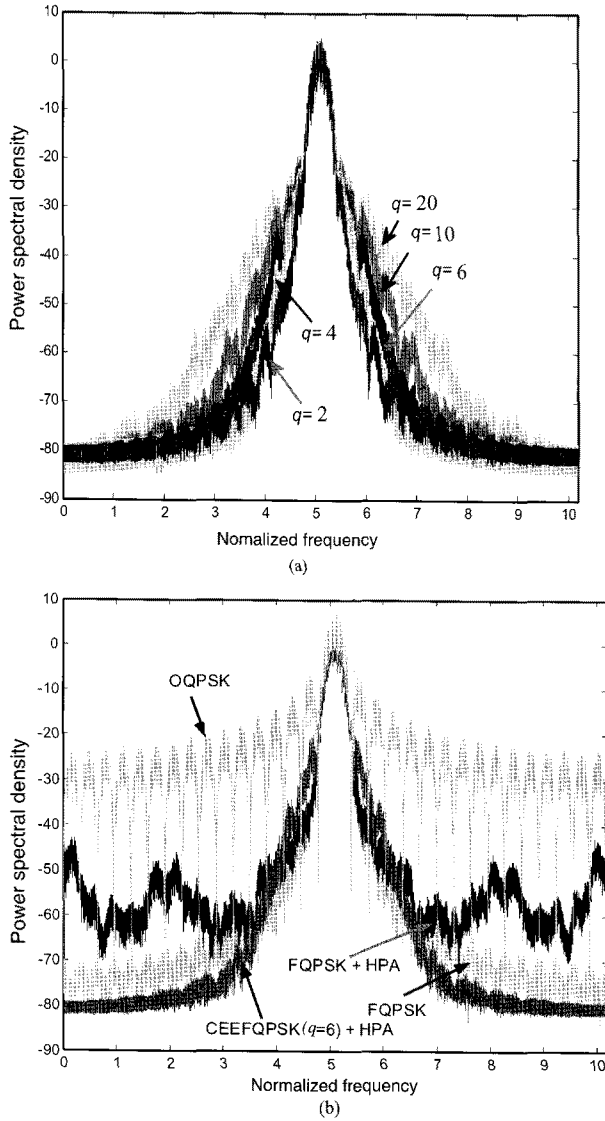 10
0
-10
-20
-30
-40
-50
-60
-70
-80
-90
Power spectral density
q= 20
q= 10
q= 6
q= 4
q= 2
0 1 2 3 4 5 6 7 8 9 10
Nomalized frequency
(a)
10
0
-10
-20
-30
-40
-50
-60
-70
-80
-90
Power spectral density
OQPSK
FQPSK + HPA
FQPSK
CEEFQPSK(q=6) + HPA
0 1 2 3 4 5 6 7 8 9 10
Normalized frequency
(b)